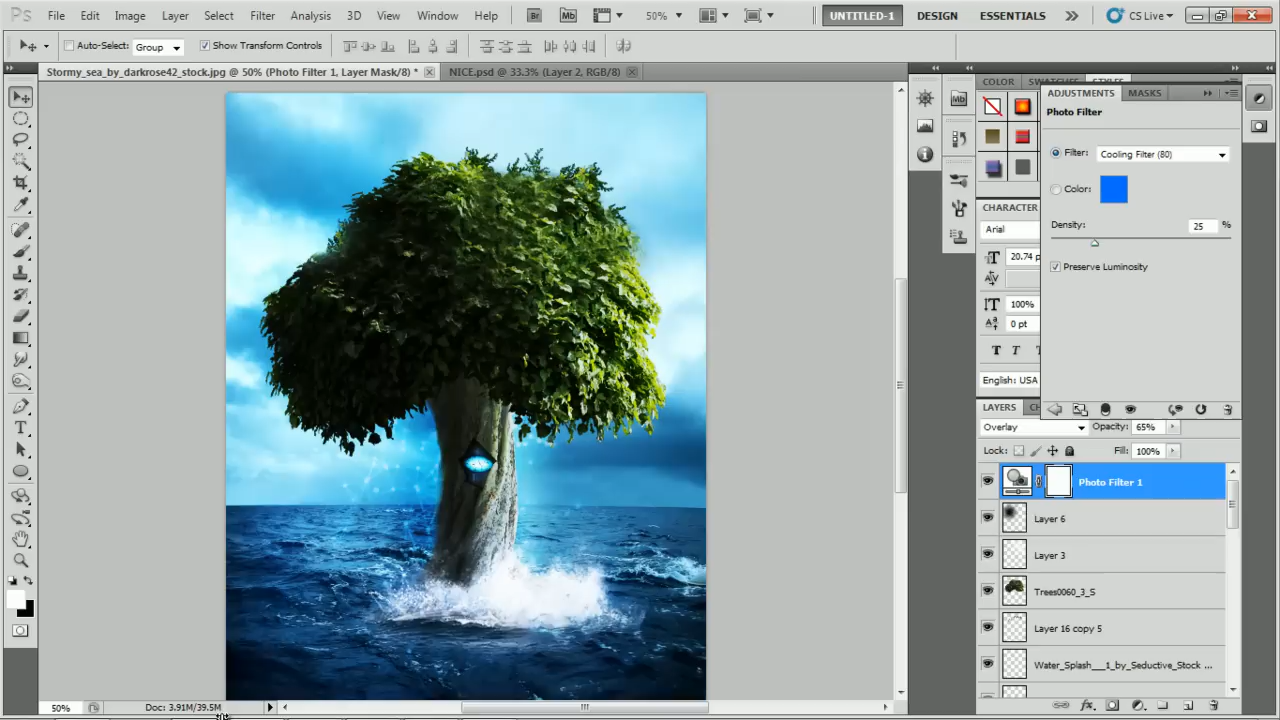 Ps File Edit Image Layer Select Filter Analysis 3D View Window Help Br Mb 50% UNTITLED-1 DESIGN ESSENTIALS CS Live
Auto-Select: Group Show Transform Controls
Stormy_sea_by_darkrose42_stock.jpg @ 50% (Photo Filter 1, Layer Mask/8) * NICE.psd @ 33.3% (Layer 2, RGB/8)
COLOR SWATCHES STYLES
ADJUSTMENTS MASKS
Mb
Photo Filter
Filter: Cooling Filter (80)
Color:
Density: 25 %
Preserve Luminosity
CHARACTER
Arial
20.74 p
100%
0 pt
T T
English: USA
LAYERS
Overlay Opacity: 65%
Lock: Fill: 100%
Photo Filter 1
Layer 6
Layer 3
Trees0060_3_S
Layer 16 copy 5
Water_Splash___1_by_Seductive_Stock ...
50% Doc: 3.91M/39.5M